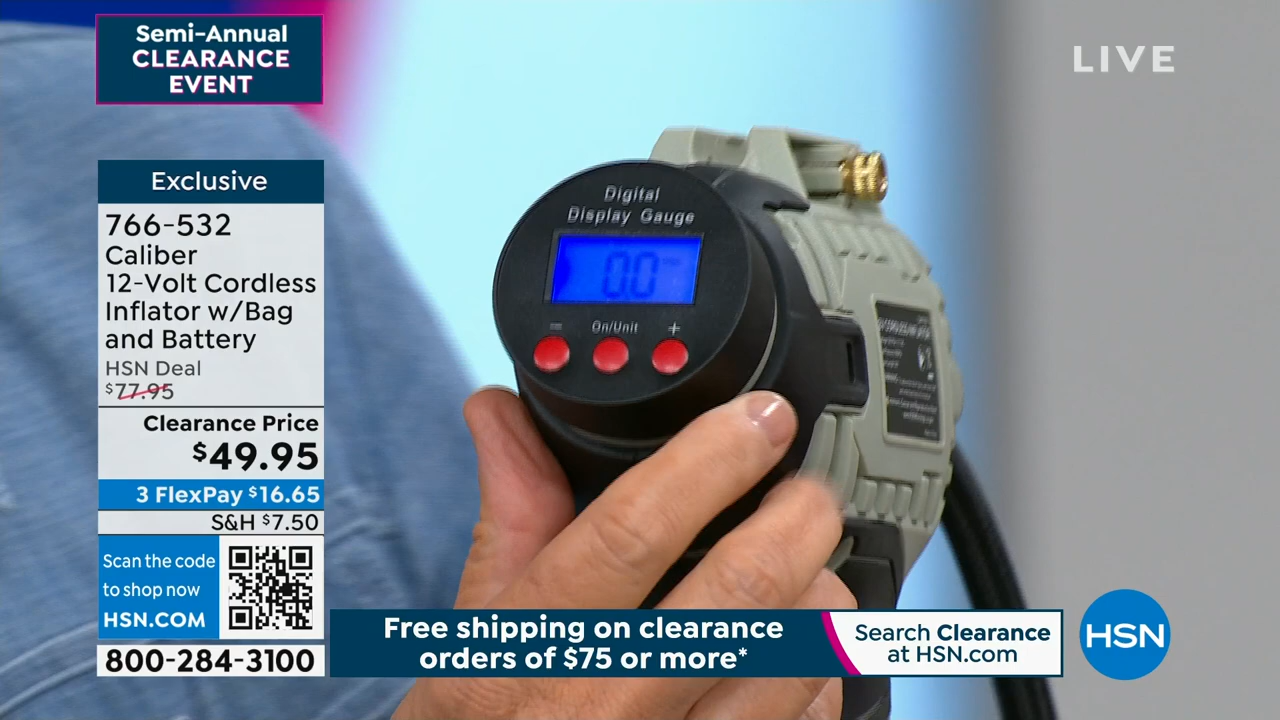 Semi-Annual
CLEARANCE
EVENT
LIVE
Exclusive
766-532
Caliber
12-Volt Cordless
Inflator w/Bag
and Battery
HSN Deal
$77.95
Clearance Price
$49.95
3 FlexPay $16.65
S&H $7.50
Scan the code
to shop now
HSN.COM
800-284-3100
Digital
Display Gauge
0.0
On/Unit
+
Free shipping on clearance
orders of $75 or more*
Search Clearance
at HSN.com
HSN